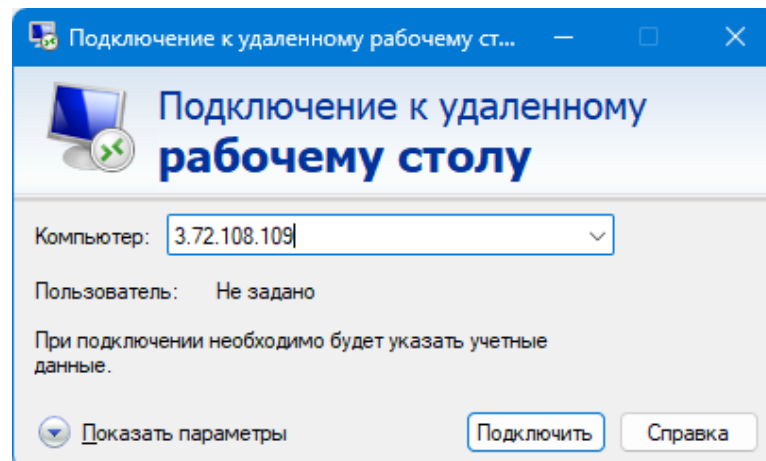 Подключение к удаленному рабочему ст...
Подключение к удаленному
рабочему столу
Компьютер: 3.72.108.109
Пользователь: Не задано
При подключении необходимо будет указать учетные
данные.
Показать параметры Подключить Справка